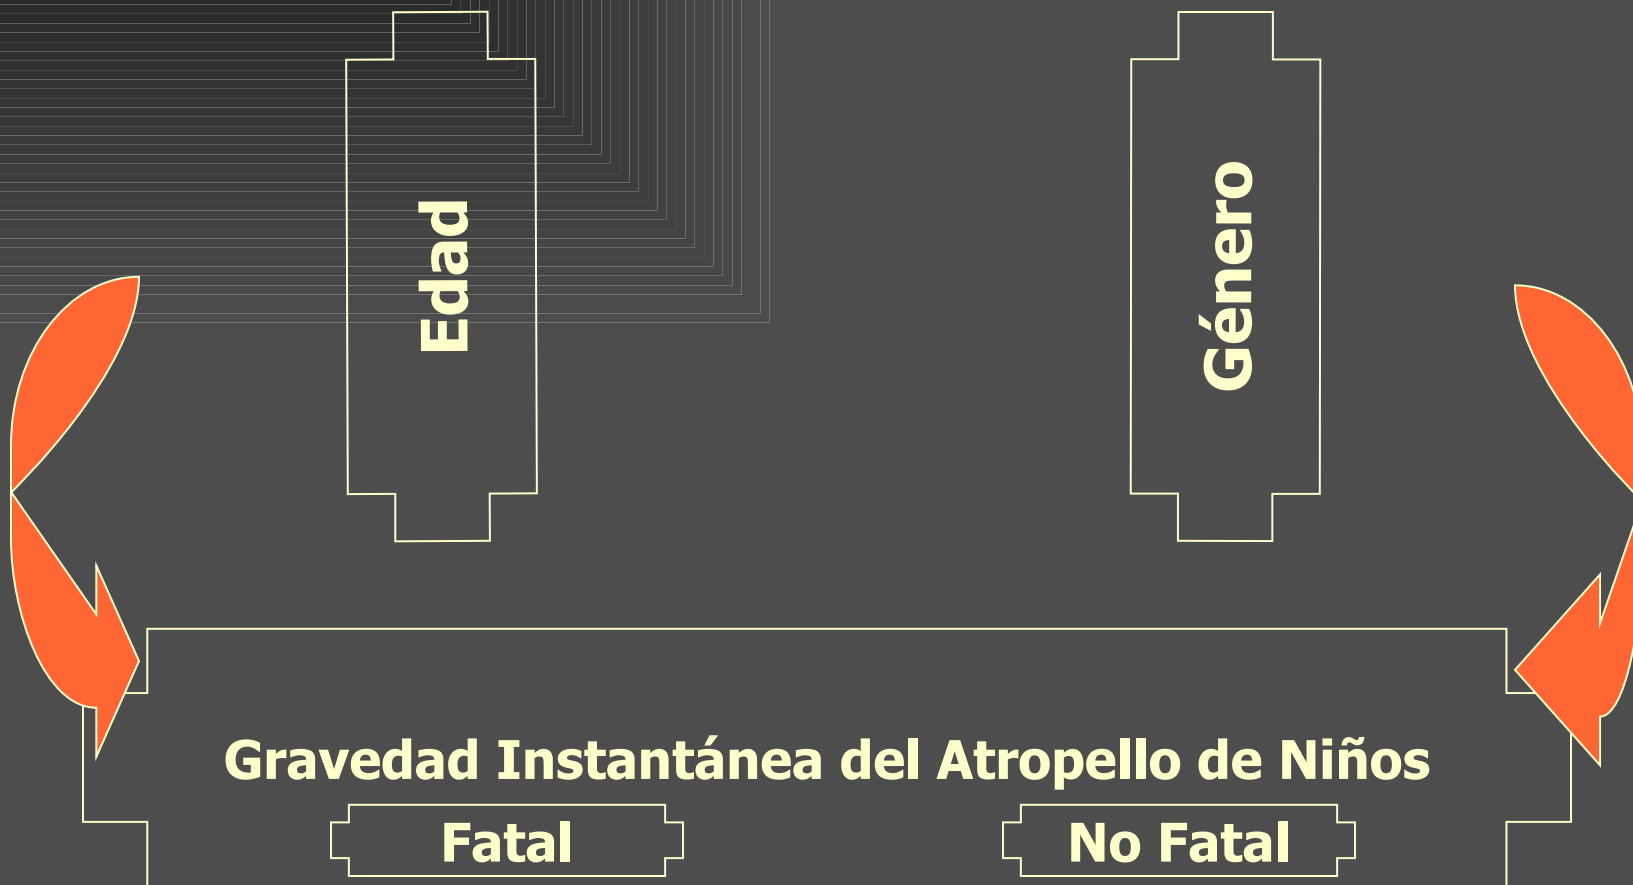 Edad
Género
Gravedad Instantánea del Atropello de Niños
Fatal
No Fatal